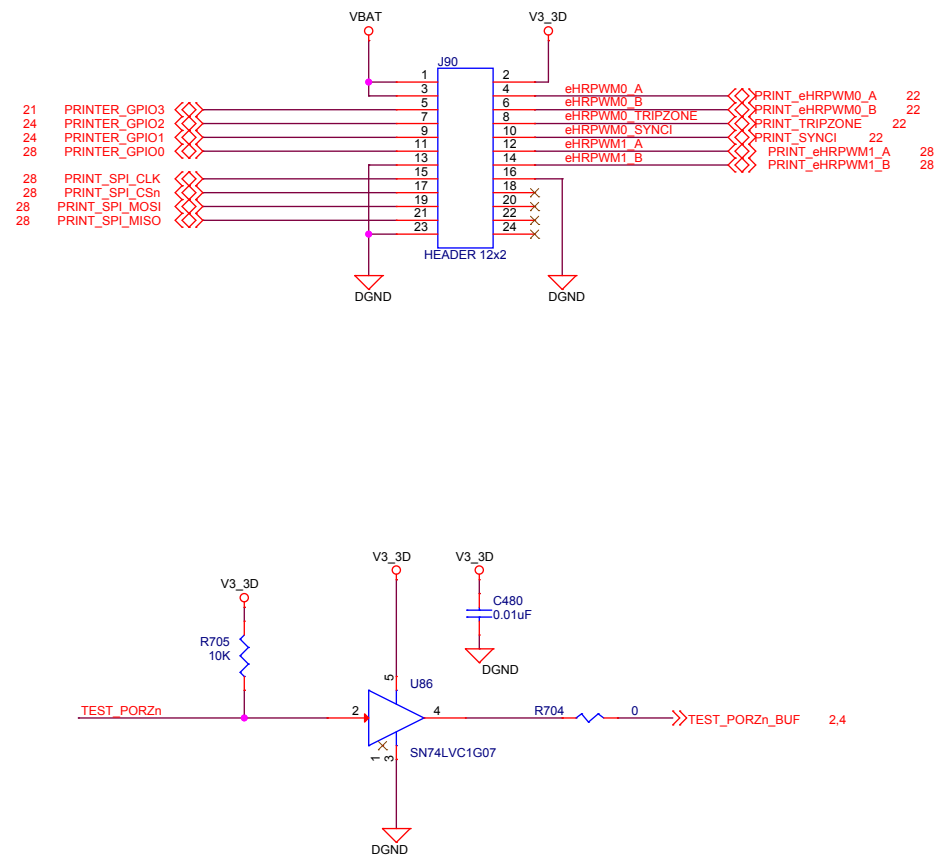 VBAT V3_3D
J90
1 2
3 eHRPWM0_A 4
21 PRINTER_GPIO3 5 eHRPWM0_B 6 PRINT_eHRPWM0_A 22
24 PRINTER_GPIO2 7 eHRPWM0_TRIPZONE 8 PRINT_eHRPWM0_B 22
24 PRINTER_GPIO1 9 eHRPWM0_SYNCI 10 PRINT_TRIPZONE 22
28 PRINTER_GPIO0 11 eHRPWM1_A 12 PRINT_SYNCI 22
13 eHRPWM1_B 14 PRINT_eHRPWM1_A 28
28 PRINT_SPI_CLK 15 16 PRINT_eHRPWM1_B 28
28 PRINT_SPI_CSn 17 18
28 PRINT_SPI_MOSI 19 20
28 PRINT_SPI_MISO 21 22
23 24
HEADER 12x2
DGND DGND
V3_3D V3_3D
V3_3D
C480
0.01uF
R705
10K
DGND
5 U86
TEST_PORZn 2 4 R704 0 TEST_PORZn_BUF 2,4
1 3 SN74LVC1G07
DGND